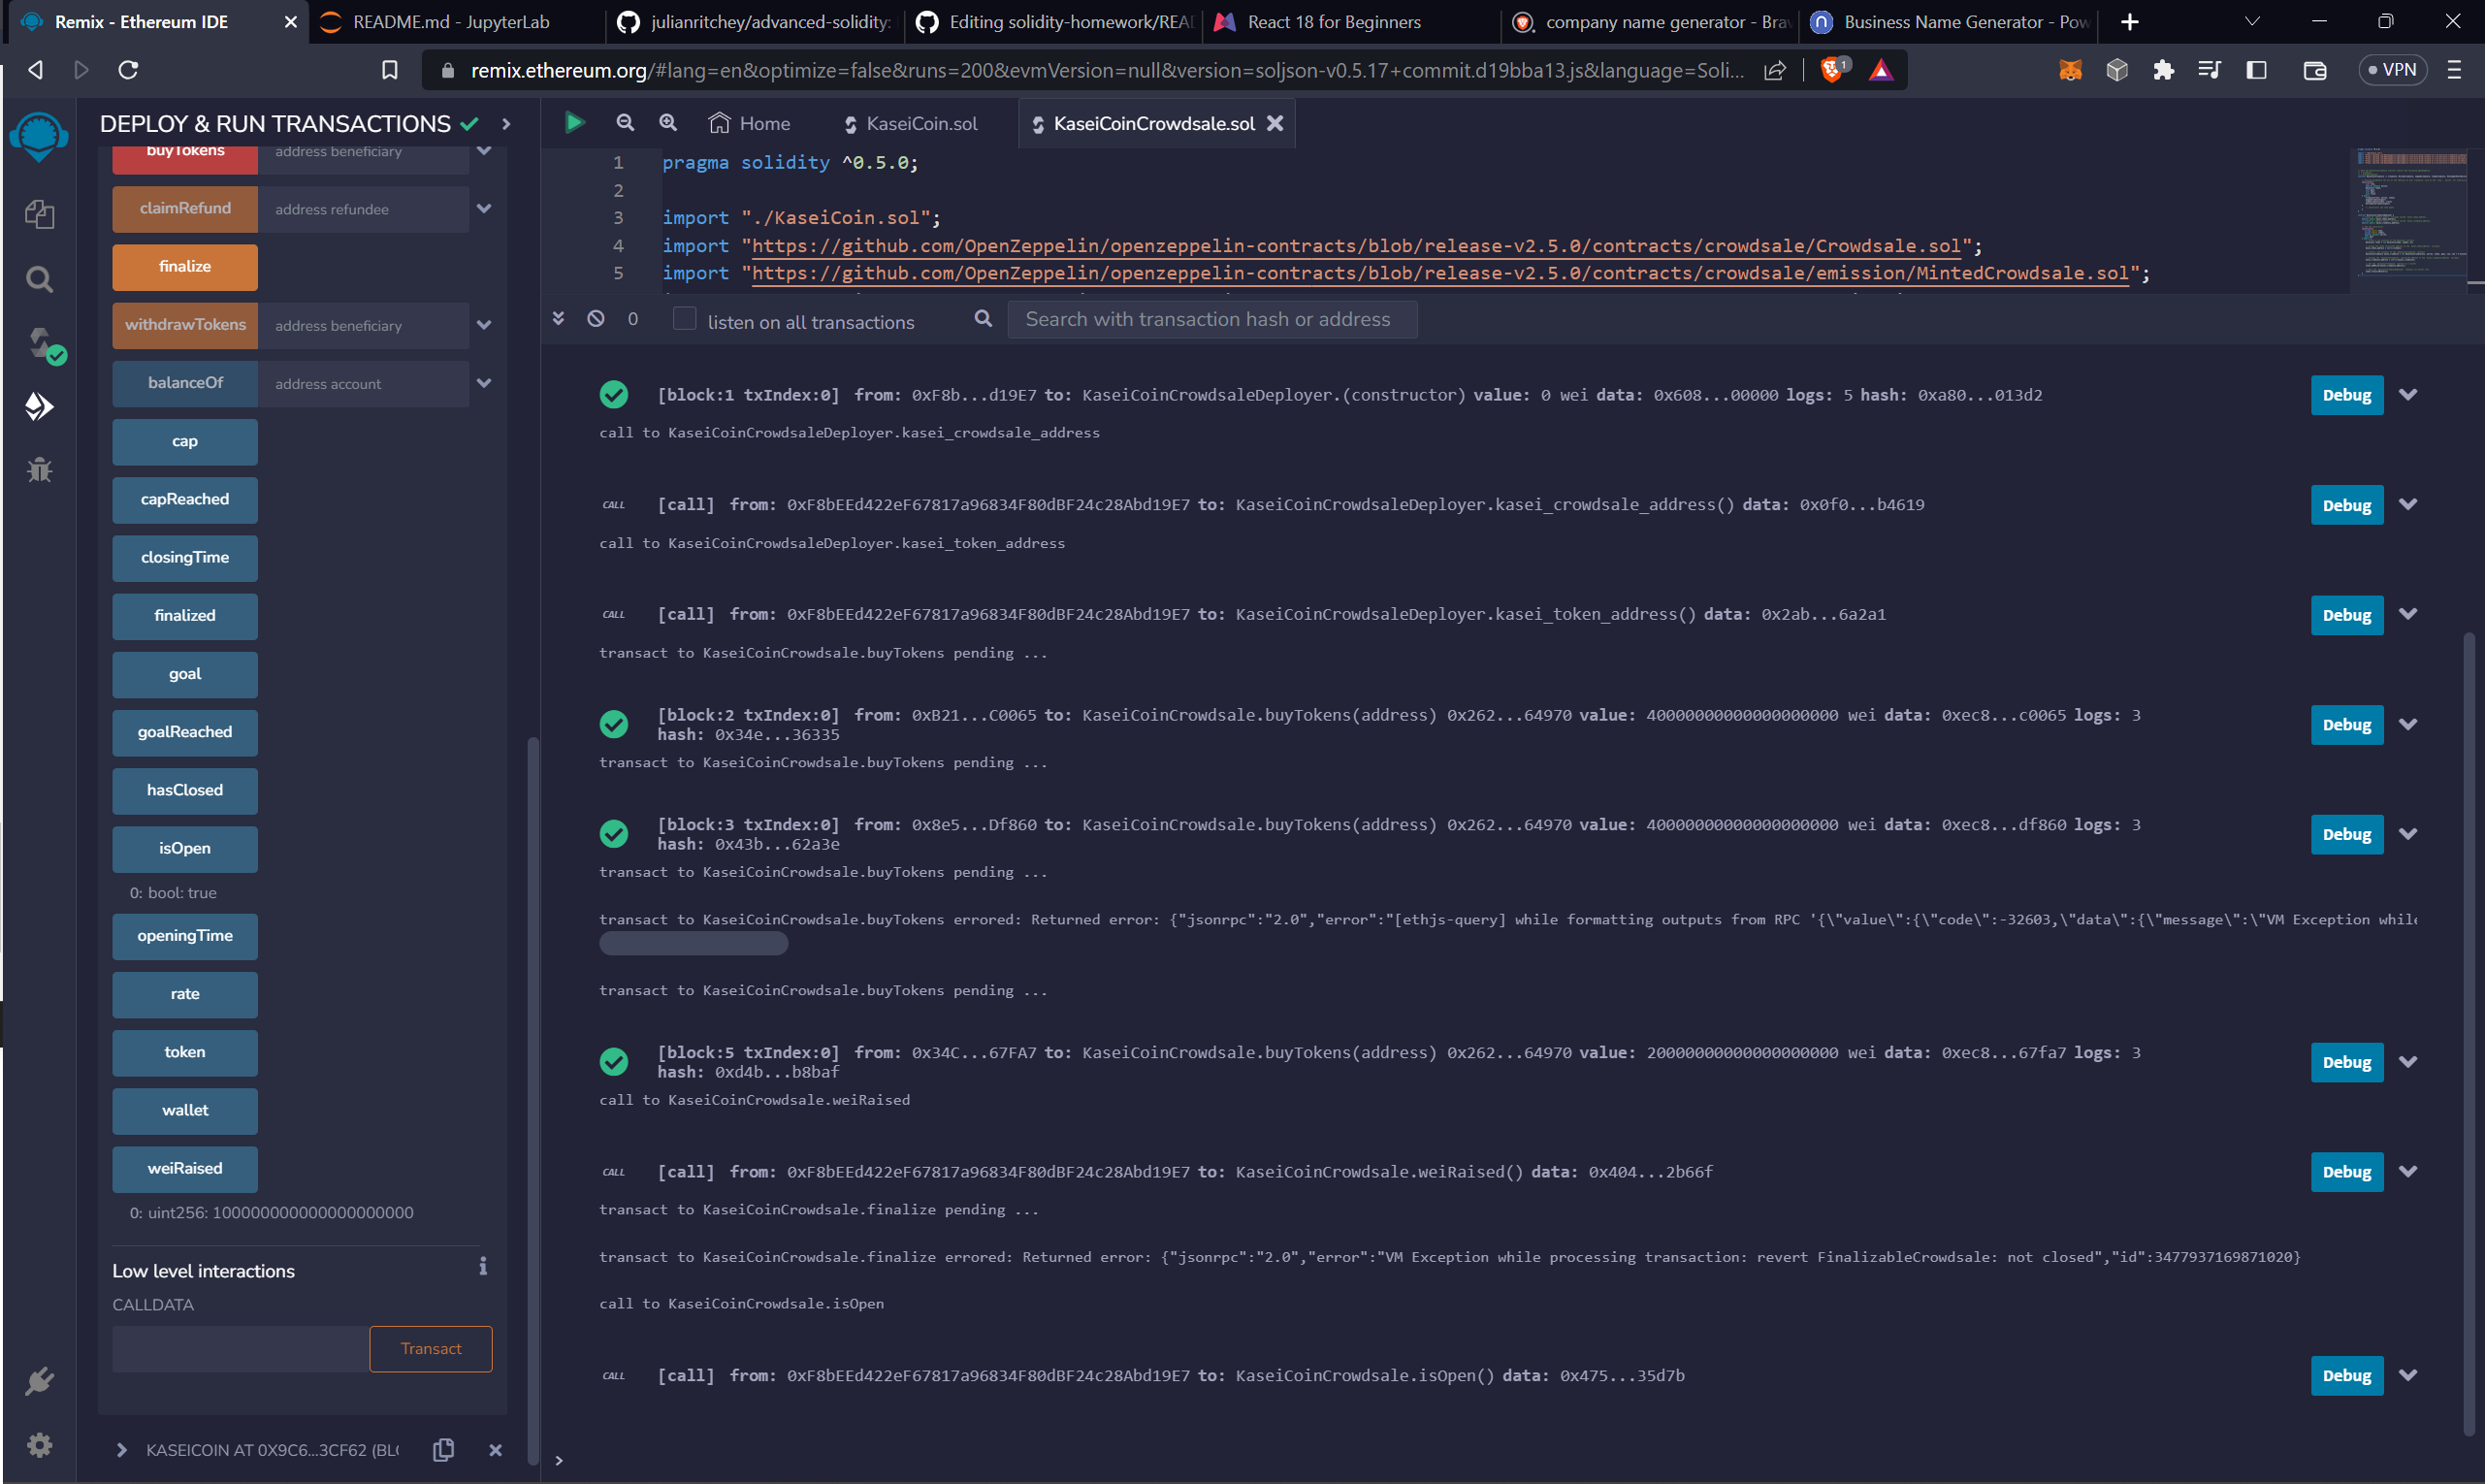 Remix - Ethereum IDE
README.md - JupyterLab
julianritchey/advanced-solidity:
Editing solidity-homework/REA
React 18 for Beginners
company name generator - Bra
Business Name Generator - Pow
remix.ethereum.org/#lang=en&optimize=false&runs=200&evmVersion=null&version=soljson-v0.5.17+commit.d19bba13.js&language=Soli...
1
VPN
DEPLOY & RUN TRANSACTIONS
Home
KaseiCoin.sol
KaseiCoinCrowdsale.sol
buyTokens address beneficiary
claimRefund address refundee
finalize
withdrawTokens address beneficiary
balanceOf address account
cap
capReached
closingTime
finalized
goal
goalReached
hasClosed
isOpen
0: bool: true
openingTime
rate
token
wallet
weiRaised
0: uint256: 100000000000000000000
Low level interactions
i
CALLDATA
Transact
KASEICOIN AT 0X9C6...3CF62 (BLO
1 pragma solidity ^0.5.0;
2
3 import "./KaseiCoin.sol";
4 import "https://github.com/OpenZeppelin/openzeppelin-contracts/blob/release-v2.5.0/contracts/crowdsale/Crowdsale.sol";
5 import "https://github.com/OpenZeppelin/openzeppelin-contracts/blob/release-v2.5.0/contracts/crowdsale/emission/MintedCrowdsale.sol";
0
listen on all transactions
Search with transaction hash or address
[block:1 txIndex:0] from: 0xF8b...d19E7 to: KaseiCoinCrowdsaleDeployer.(constructor) value: 0 wei data: 0x608...00000 logs: 5 hash: 0xa80...013d2
Debug
call to KaseiCoinCrowdsaleDeployer.kasei_crowdsale_address
CALL [call] from: 0xF8bEEd422eF67817a96834F80dBF24c28Abd19E7 to: KaseiCoinCrowdsaleDeployer.kasei_crowdsale_address() data: 0x0f0...b4619
Debug
call to KaseiCoinCrowdsaleDeployer.kasei_token_address
CALL [call] from: 0xF8bEEd422eF67817a96834F80dBF24c28Abd19E7 to: KaseiCoinCrowdsaleDeployer.kasei_token_address() data: 0x2ab...6a2a1
Debug
transact to KaseiCoinCrowdsale.buyTokens pending ...
[block:2 txIndex:0] from: 0xB21...C0065 to: KaseiCoinCrowdsale.buyTokens(address) 0x262...64970 value: 40000000000000000000 wei data: 0xec8...c0065 logs: 3
hash: 0x34e...36335
Debug
transact to KaseiCoinCrowdsale.buyTokens pending ...
[block:3 txIndex:0] from: 0x8e5...Df860 to: KaseiCoinCrowdsale.buyTokens(address) 0x262...64970 value: 40000000000000000000 wei data: 0xec8...df860 logs: 3
hash: 0x43b...62a3e
Debug
transact to KaseiCoinCrowdsale.buyTokens pending ...
transact to KaseiCoinCrowdsale.buyTokens errored: Returned error: {"jsonrpc":"2.0","error":"[ethjs-query] while formatting outputs from RPC '{\"value\":{\"code\":-32603,\"data\":{\"message\":\"VM Exception while
transact to KaseiCoinCrowdsale.buyTokens pending ...
[block:5 txIndex:0] from: 0x34C...67FA7 to: KaseiCoinCrowdsale.buyTokens(address) 0x262...64970 value: 20000000000000000000 wei data: 0xec8...67fa7 logs: 3
hash: 0xd4b...b8baf
Debug
call to KaseiCoinCrowdsale.weiRaised
CALL [call] from: 0xF8bEEd422eF67817a96834F80dBF24c28Abd19E7 to: KaseiCoinCrowdsale.weiRaised() data: 0x404...2b66f
Debug
transact to KaseiCoinCrowdsale.finalize pending ...
transact to KaseiCoinCrowdsale.finalize errored: Returned error: {"jsonrpc":"2.0","error":"VM Exception while processing transaction: revert FinalizableCrowdsale: not closed","id":3477937169871020}
call to KaseiCoinCrowdsale.isOpen
CALL [call] from: 0xF8bEEd422eF67817a96834F80dBF24c28Abd19E7 to: KaseiCoinCrowdsale.isOpen() data: 0x475...35d7b
Debug
>